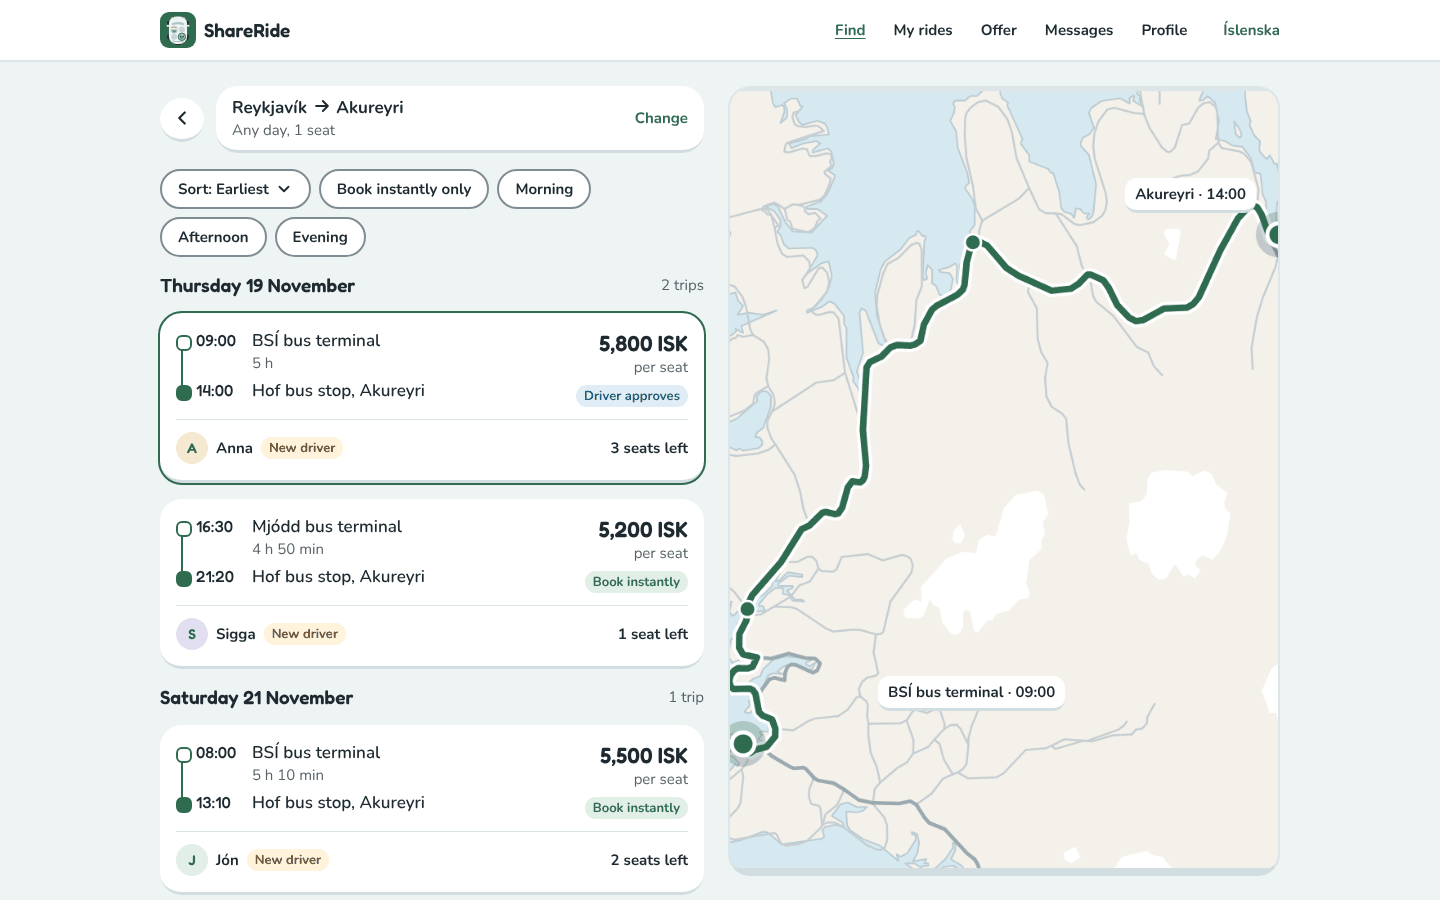 ShareRide
Find
My rides
Offer
Messages
Profile
Íslenska
Reykjavík → Akureyri
Any day, 1 seat
Change
Sort: Earliest
Book instantly only
Morning
Afternoon
Evening
Thursday 19 November
2 trips
09:00 BSÍ bus terminal
5 h
14:00 Hof bus stop, Akureyri
5,800 ISK
per seat
Driver approves
A
Anna
New driver
3 seats left
16:30 Mjódd bus terminal
4 h 50 min
21:20 Hof bus stop, Akureyri
5,200 ISK
per seat
Book instantly
S
Sigga
New driver
1 seat left
Saturday 21 November
1 trip
08:00 BSÍ bus terminal
5 h 10 min
13:10 Hof bus stop, Akureyri
5,500 ISK
per seat
Book instantly
J
Jón
New driver
2 seats left
Akureyri · 14:00
BSÍ bus terminal · 09:00